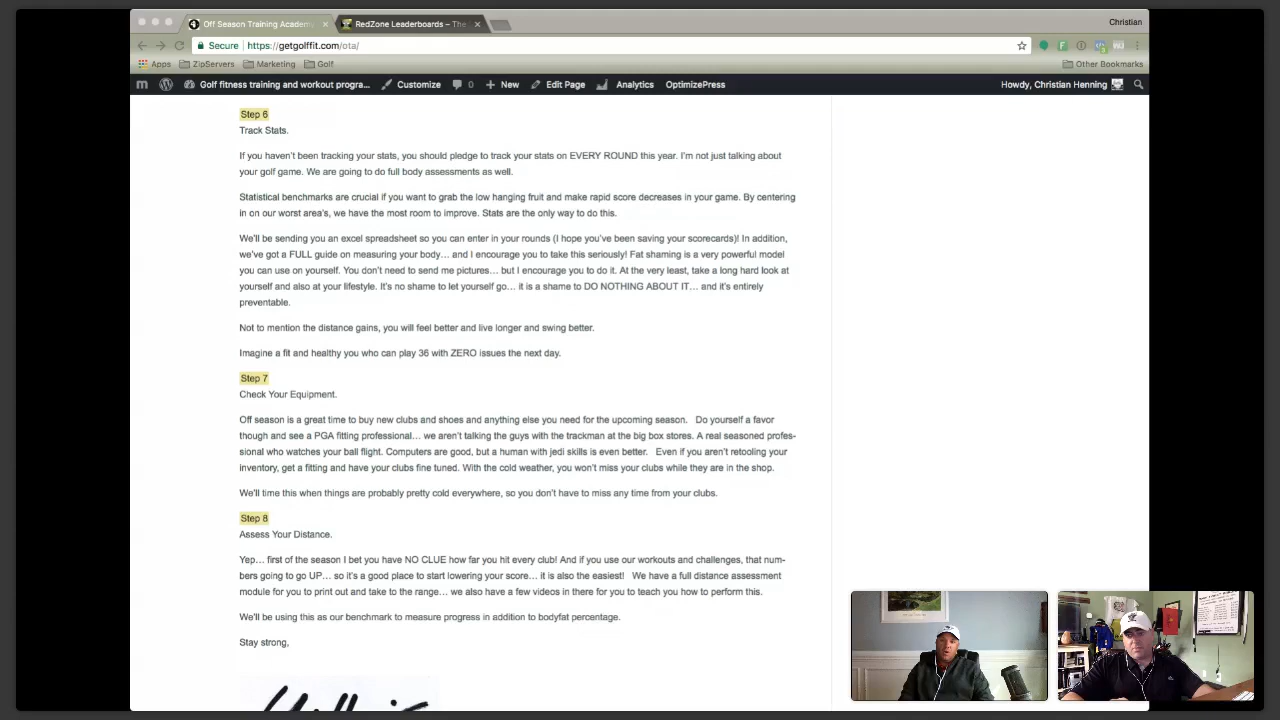 Off Season Training Academy
RedZone Leaderboards – The
Christian
Secure
https://getgolffit.com/ota/
Apps
ZipServers
Marketing
Golf
Other Bookmarks
Golf fitness training and workout progra...
Customize
0
New
Edit Page
Analytics
OptimizePress
Howdy, Christian Henning
Step 6
Track Stats.
If you haven't been tracking your stats, you should pledge to track your stats on EVERY ROUND this year. I'm not just talking about
your golf game. We are going to do full body assessments as well.
Statistical benchmarks are crucial if you want to grab the low hanging fruit and make rapid score decreases in your game. By centering
in on our worst area's, we have the most room to improve. Stats are the only way to do this.
We'll be sending you an excel spreadsheet so you can enter in your rounds (I hope you've been saving your scorecards)! In addition,
we've got a FULL guide on measuring your body… and I encourage you to take this seriously! Fat shaming is a very powerful model
you can use on yourself. You don't need to send me pictures… but I encourage you to do it. At the very least, take a long hard look at
yourself and also at your lifestyle. It's no shame to let yourself go… it is a shame to DO NOTHING ABOUT IT… and it's entirely
preventable.
Not to mention the distance gains, you will feel better and live longer and swing better.
Imagine a fit and healthy you who can play 36 with ZERO issues the next day.
Step 7
Check Your Equipment.
Off season is a great time to buy new clubs and shoes and anything else you need for the upcoming season. Do yourself a favor
though and see a PGA fitting professional… we aren't talking the guys with the trackman at the big box stores. A real seasoned profes-
sional who watches your ball flight. Computers are good, but a human with jedi skills is even better. Even if you aren't retooling your
inventory, get a fitting and have your clubs fine tuned. With the cold weather, you won't miss your clubs while they are in the shop.
We'll time this when things are probably pretty cold everywhere, so you don't have to miss any time from your clubs.
Step 8
Assess Your Distance.
Yep… first of the season I bet you have NO CLUE how far you hit every club! And if you use our workouts and challenges, that num-
bers going to go UP… so it's a good place to start lowering your score… it is also the easiest! We have a full distance assessment
module for you to print out and take to the range… we also have a few videos in there for you to teach you how to perform this.
We'll be using this as our benchmark to measure progress in addition to bodyfat percentage.
Stay strong,